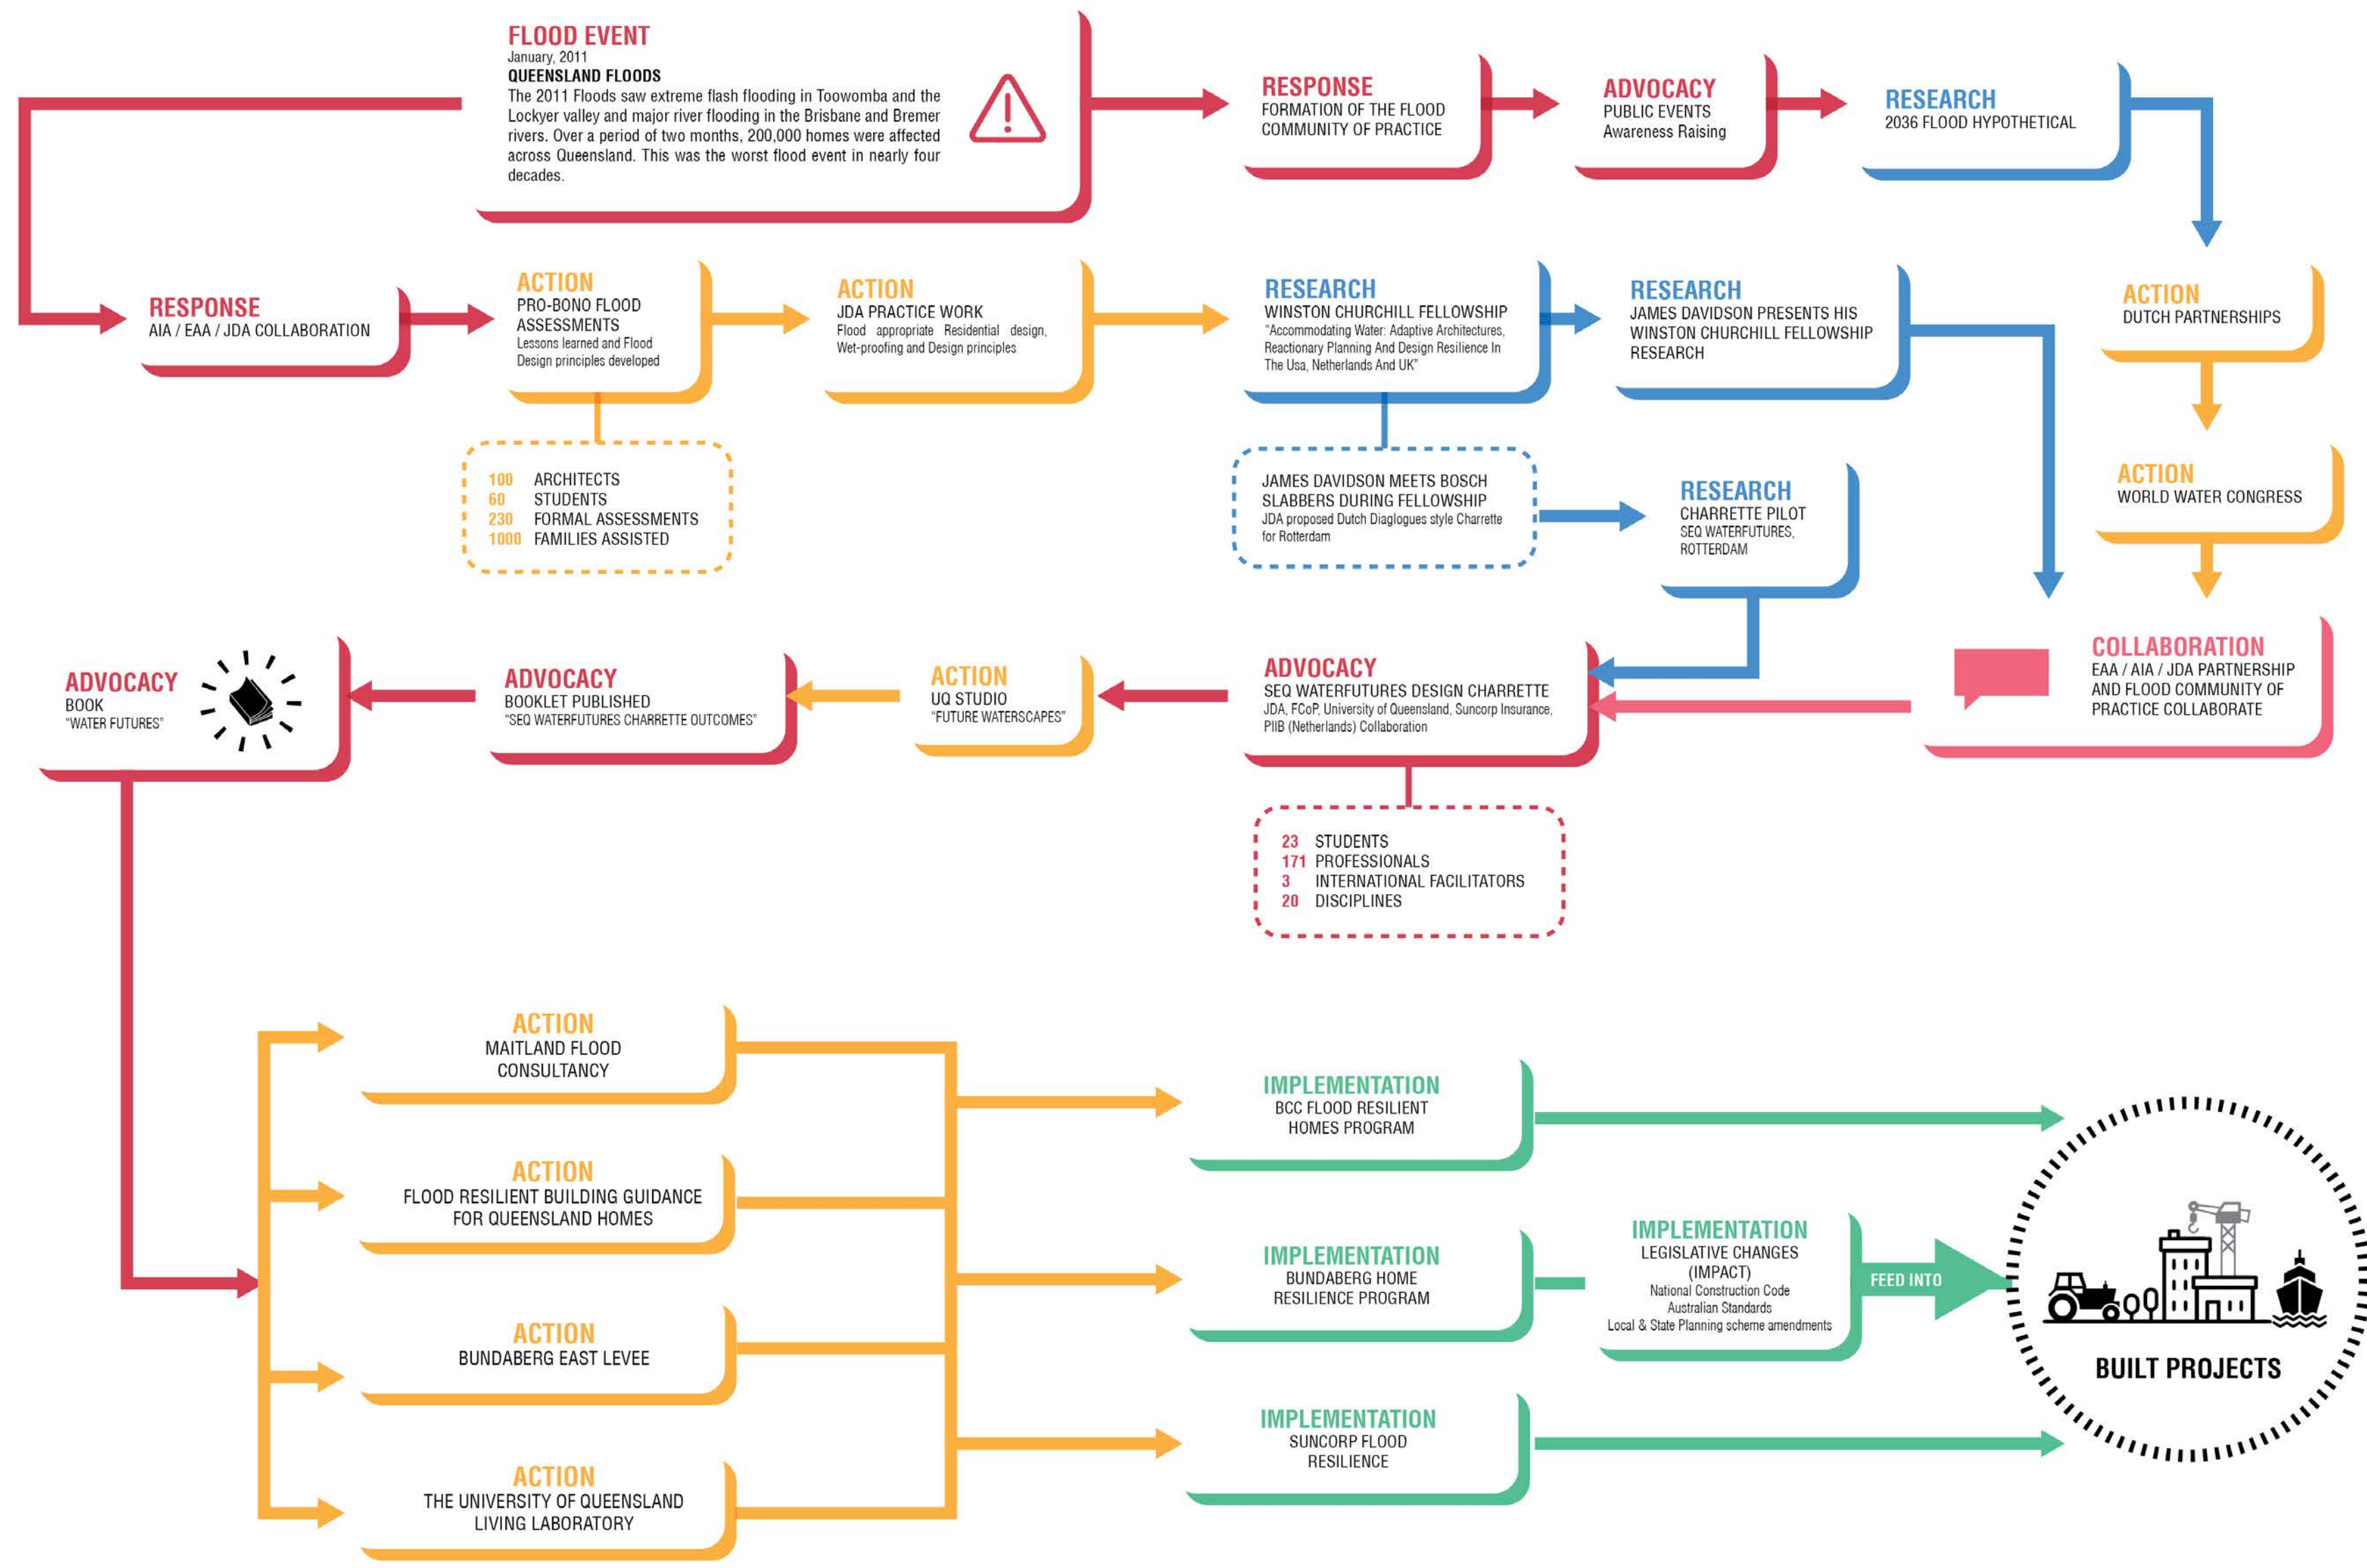 FLOOD EVENT
January, 2011
QUEENSLAND FLOODS
The 2011 Floods saw extreme flash flooding in Toowomba and the
Lockyer valley and major river flooding in the Brisbane and Bremer
rivers. Over a period of two months, 200,000 homes were affected
across Queensland. This was the worst flood event in nearly four
decades.
RESPONSE
FORMATION OF THE FLOOD
COMMUNITY OF PRACTICE
ADVOCACY
PUBLIC EVENTS
Awareness Raising
RESEARCH
2036 FLOOD HYPOTHETICAL
RESPONSE
AIA / EAA / JDA COLLABORATION
ACTION
PRO-BONO FLOOD
ASSESSMENTS
Lessons learned and Flood
Design principles developed
ACTION
JDA PRACTICE WORK
Flood appropriate Residential design,
Wet-proofing and Design principles
RESEARCH
WINSTON CHURCHILL FELLOWSHIP
"Accommodating Water: Adaptive Architectures,
Reactionary Planning And Design Resilience In
The Usa, Netherlands And UK"
RESEARCH
JAMES DAVIDSON PRESENTS HIS
WINSTON CHURCHILL FELLOWSHIP
RESEARCH
ACTION
DUTCH PARTNERSHIPS
100 ARCHITECTS
60 STUDENTS
230 FORMAL ASSESSMENTS
1000 FAMILIES ASSISTED
JAMES DAVIDSON MEETS BOSCH
SLABBERS DURING FELLOWSHIP
JDA proposed Dutch Diaglogues style Charrette
for Rotterdam
RESEARCH
CHARRETTE PILOT
SEQ WATERFUTURES,
ROTTERDAM
ACTION
WORLD WATER CONGRESS
ADVOCACY
BOOK
"WATER FUTURES"
ADVOCACY
BOOKLET PUBLISHED
"SEQ WATERFUTURES CHARRETTE OUTCOMES"
ACTION
UQ STUDIO
"FUTURE WATERSCAPES"
ADVOCACY
SEQ WATERFUTURES DESIGN CHARRETTE
JDA, FCoP, University of Queensland, Suncorp Insurance,
PIIB (Netherlands) Collaboration
COLLABORATION
EAA / AIA / JDA PARTNERSHIP
AND FLOOD COMMUNITY OF
PRACTICE COLLABORATE
23 STUDENTS
171 PROFESSIONALS
3 INTERNATIONAL FACILITATORS
20 DISCIPLINES
ACTION
MAITLAND FLOOD
CONSULTANCY
ACTION
FLOOD RESILIENT BUILDING GUIDANCE
FOR QUEENSLAND HOMES
ACTION
BUNDABERG EAST LEVEE
ACTION
THE UNIVERSITY OF QUEENSLAND
LIVING LABORATORY
IMPLEMENTATION
BCC FLOOD RESILIENT
HOMES PROGRAM
IMPLEMENTATION
BUNDABERG HOME
RESILIENCE PROGRAM
IMPLEMENTATION
SUNCORP FLOOD
RESILIENCE
IMPLEMENTATION
LEGISLATIVE CHANGES
(IMPACT)
National Construction Code
Australian Standards
Local & State Planning scheme amendments
FEED INTO
BUILT PROJECTS